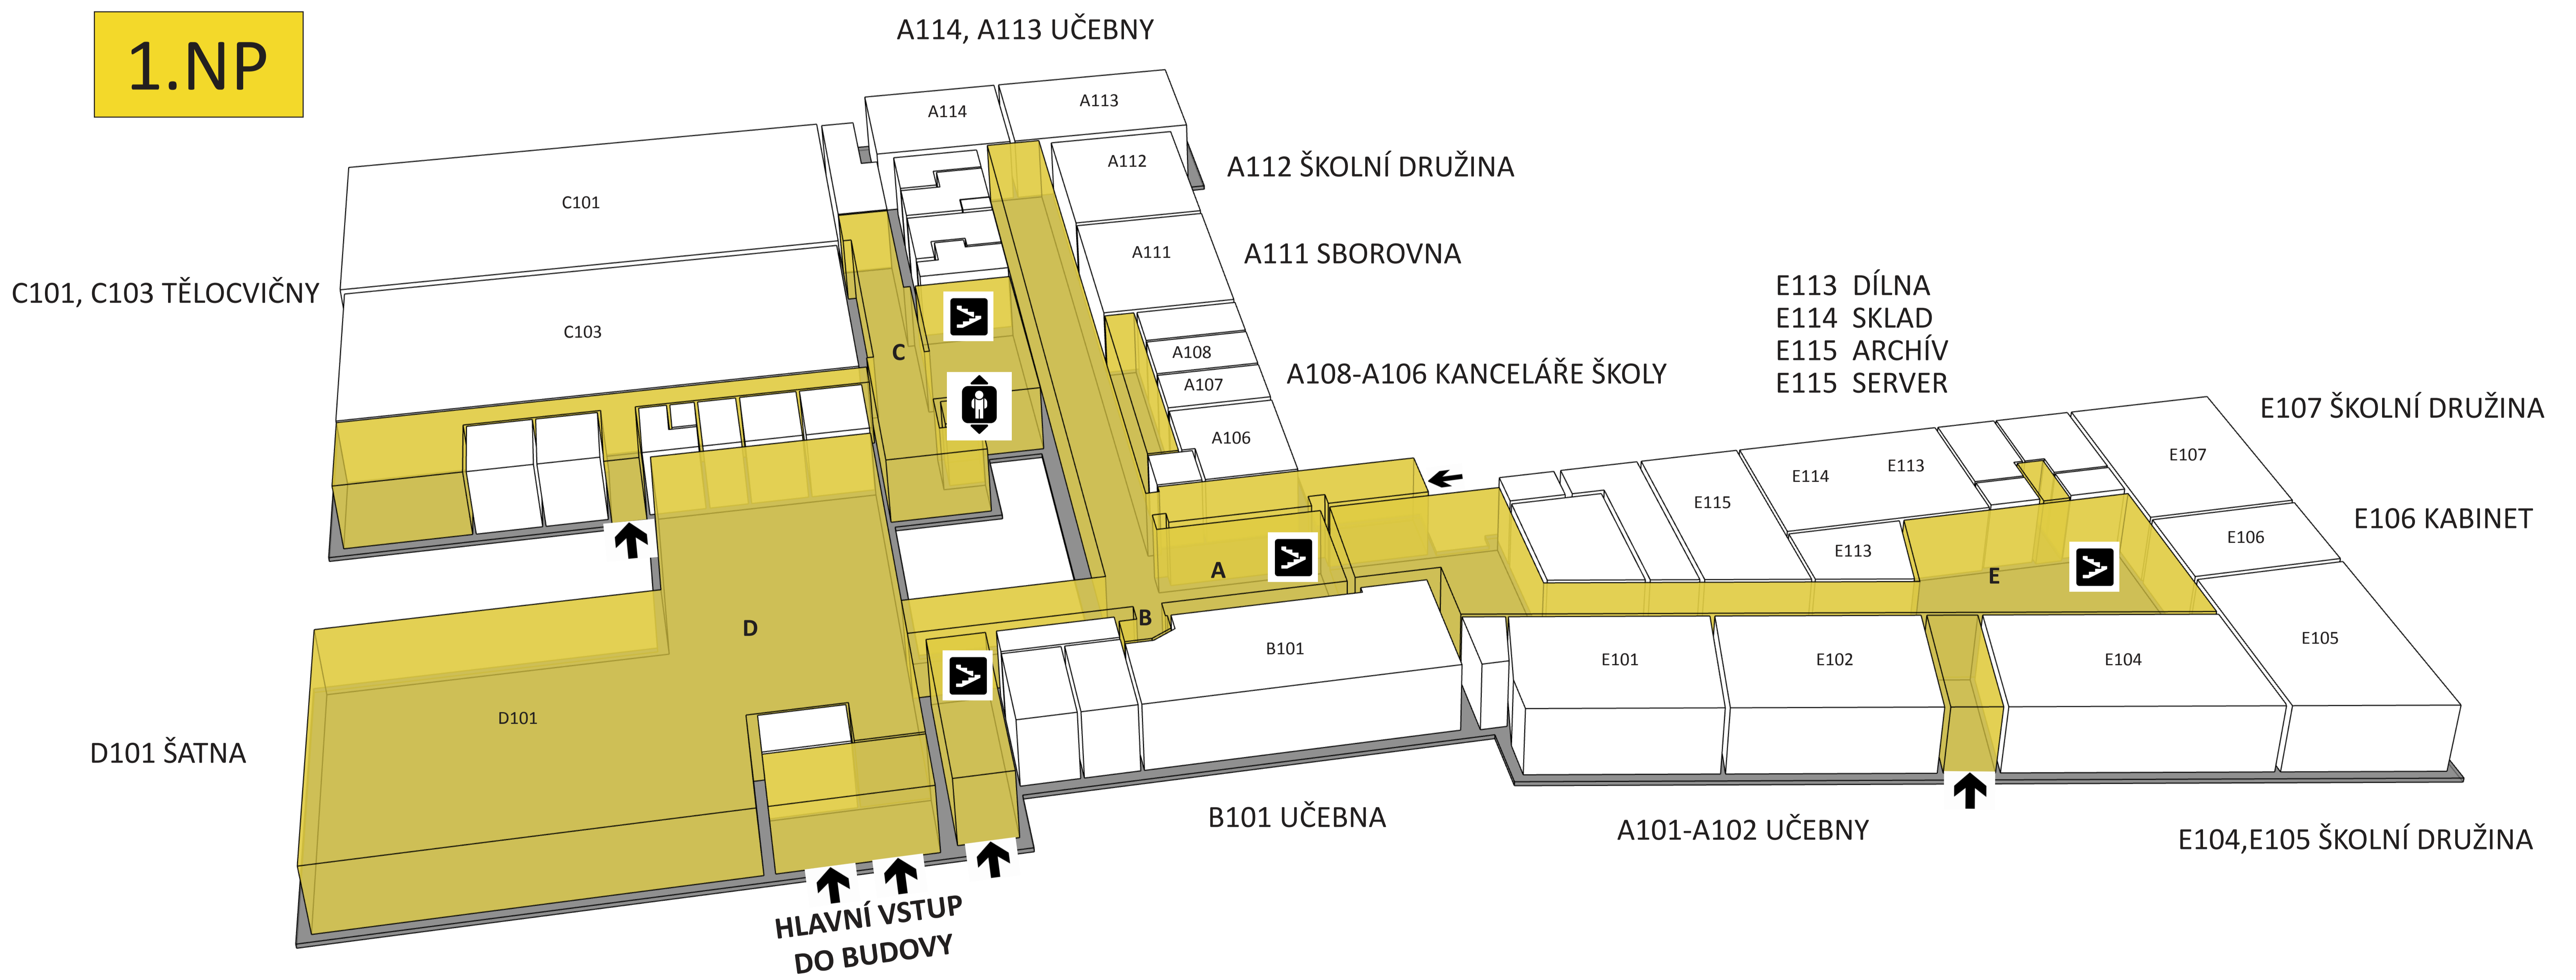 1.NP
A114, A113 UČEBNY
A114
A113
A112
A112 ŠKOLNÍ DRUŽINA
C101
A111
A111 SBOROVNA
C101, C103 TĚLOCVIČNY
C103
C
A108
A107
A108-A106 KANCELÁŘE ŠKOLY
A106
E113 DÍLNA
E114 SKLAD
E115 ARCHÍV
E115 SERVER
E107 ŠKOLNÍ DRUŽINA
E107
E113
E114
E115
E106 KABINET
E106
E113
A
E
B
D
B101
E101
E102
E104
E105
D101
D101 ŠATNA
B101 UČEBNA
A101-A102 UČEBNY
E104,E105 ŠKOLNÍ DRUŽINA
HLAVNÍ VSTUP
DO BUDOVY